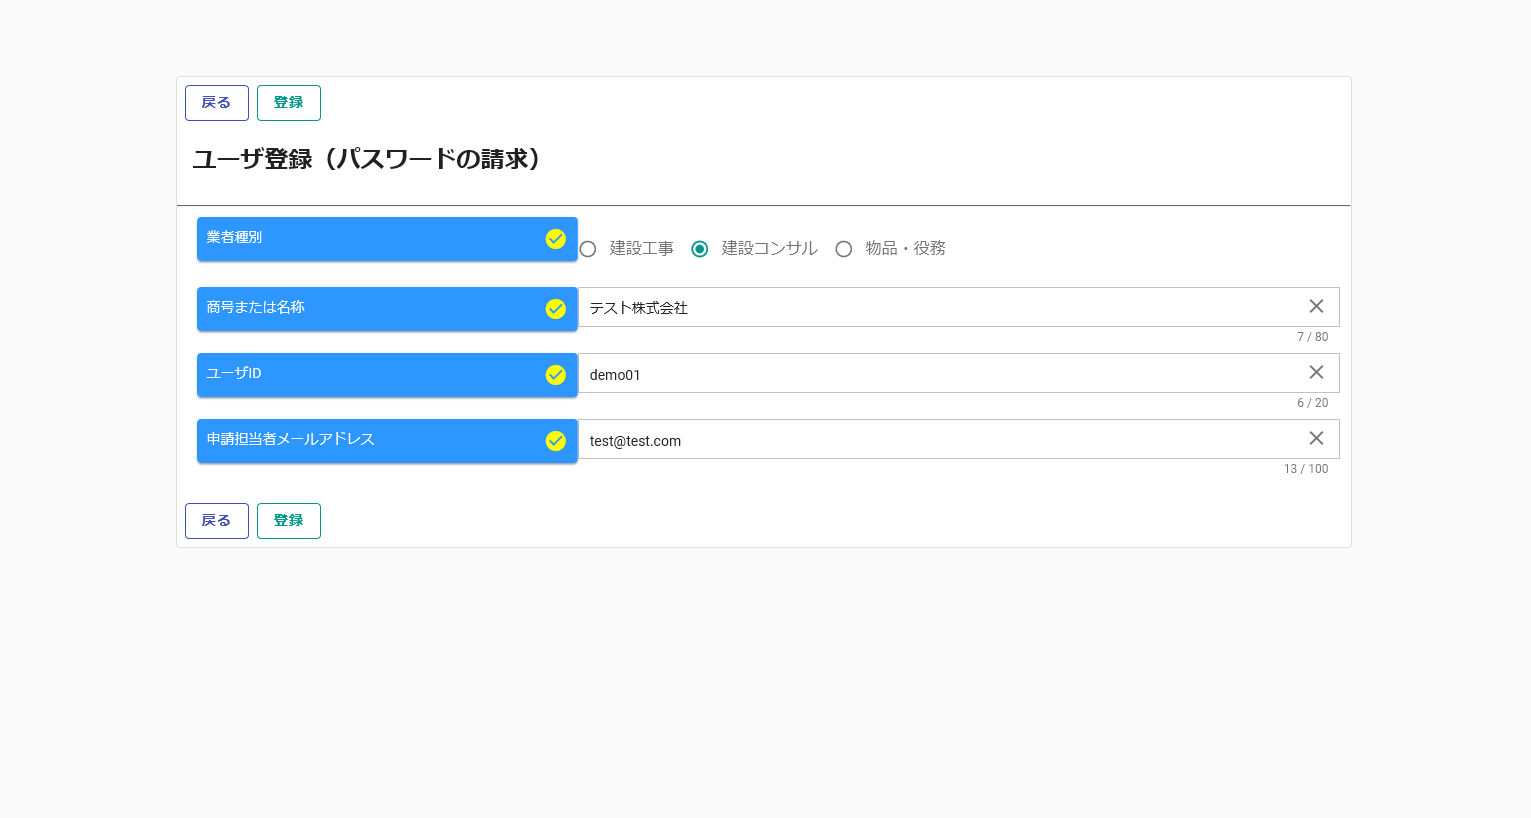 戻る 登録
ユーザ登録（パスワードの請求）
業者種別 建設工事 建設コンサル 物品・役務
商号または名称 テスト株式会社
7 / 80
ユーザID demo01
6 / 20
申請担当者メールアドレス test@test.com
13 / 100
戻る 登録